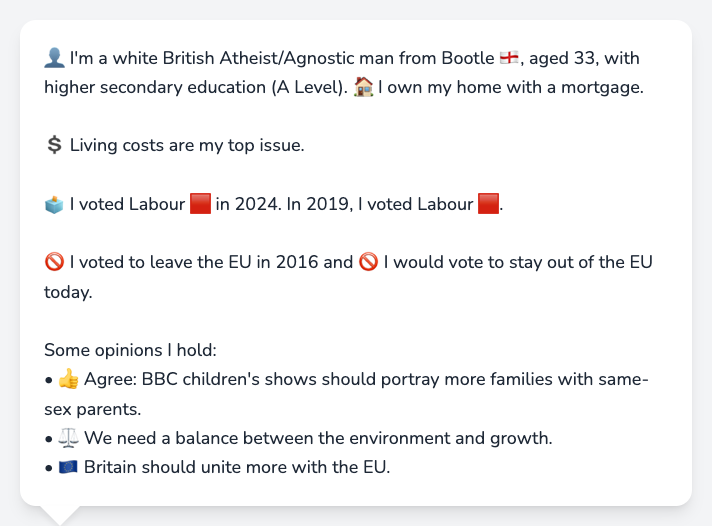 👤 I'm a white British Atheist/Agnostic man from Bootle 🏴󠁧󠁢󠁥󠁮󠁧󠁿, aged 33, with
higher secondary education (A Level). 🏠 I own my home with a mortgage.
💲 Living costs are my top issue.
🗳️ I voted Labour 🟥 in 2024. In 2019, I voted Labour 🟥.
🚫 I voted to leave the EU in 2016 and 🚫 I would vote to stay out of the EU
today.
Some opinions I hold:
• 👍 Agree: BBC children's shows should portray more families with same-
sex parents.
• ⚖️ We need a balance between the environment and growth.
• 🇪🇺 Britain should unite more with the EU.